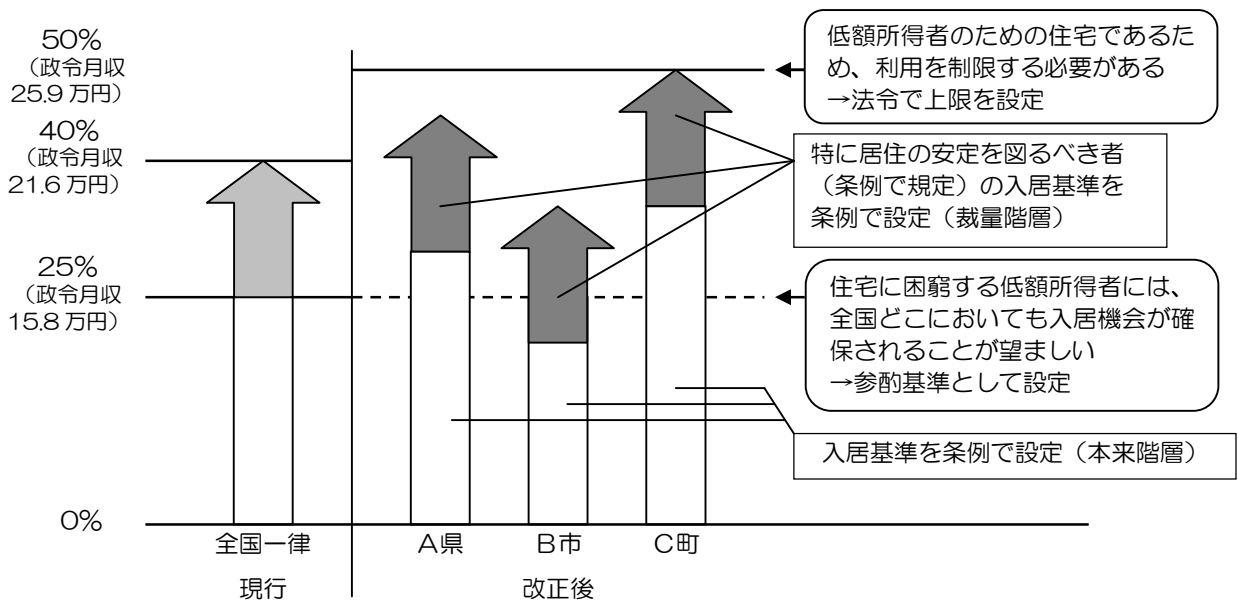 50%
(政令月収
25.9万円)
40%
(政令月収
21.6万円)
25%
(政令月収
15.8万円)
0%
低額所得者のための住宅であるた
め、利用を制限する必要がある
→法令で上限を設定
特に居住の安定を図るべき者
(条例で規定)の入居基準を
条例で設定(裁量階層)
住宅に困窮する低額所得者には、
全国どこにおいても入居機会が確
保されることが望ましい
→参酌基準として設定
入居基準を条例で設定(本来階層)
全国一律
A県
B市
C町
現行
改正後